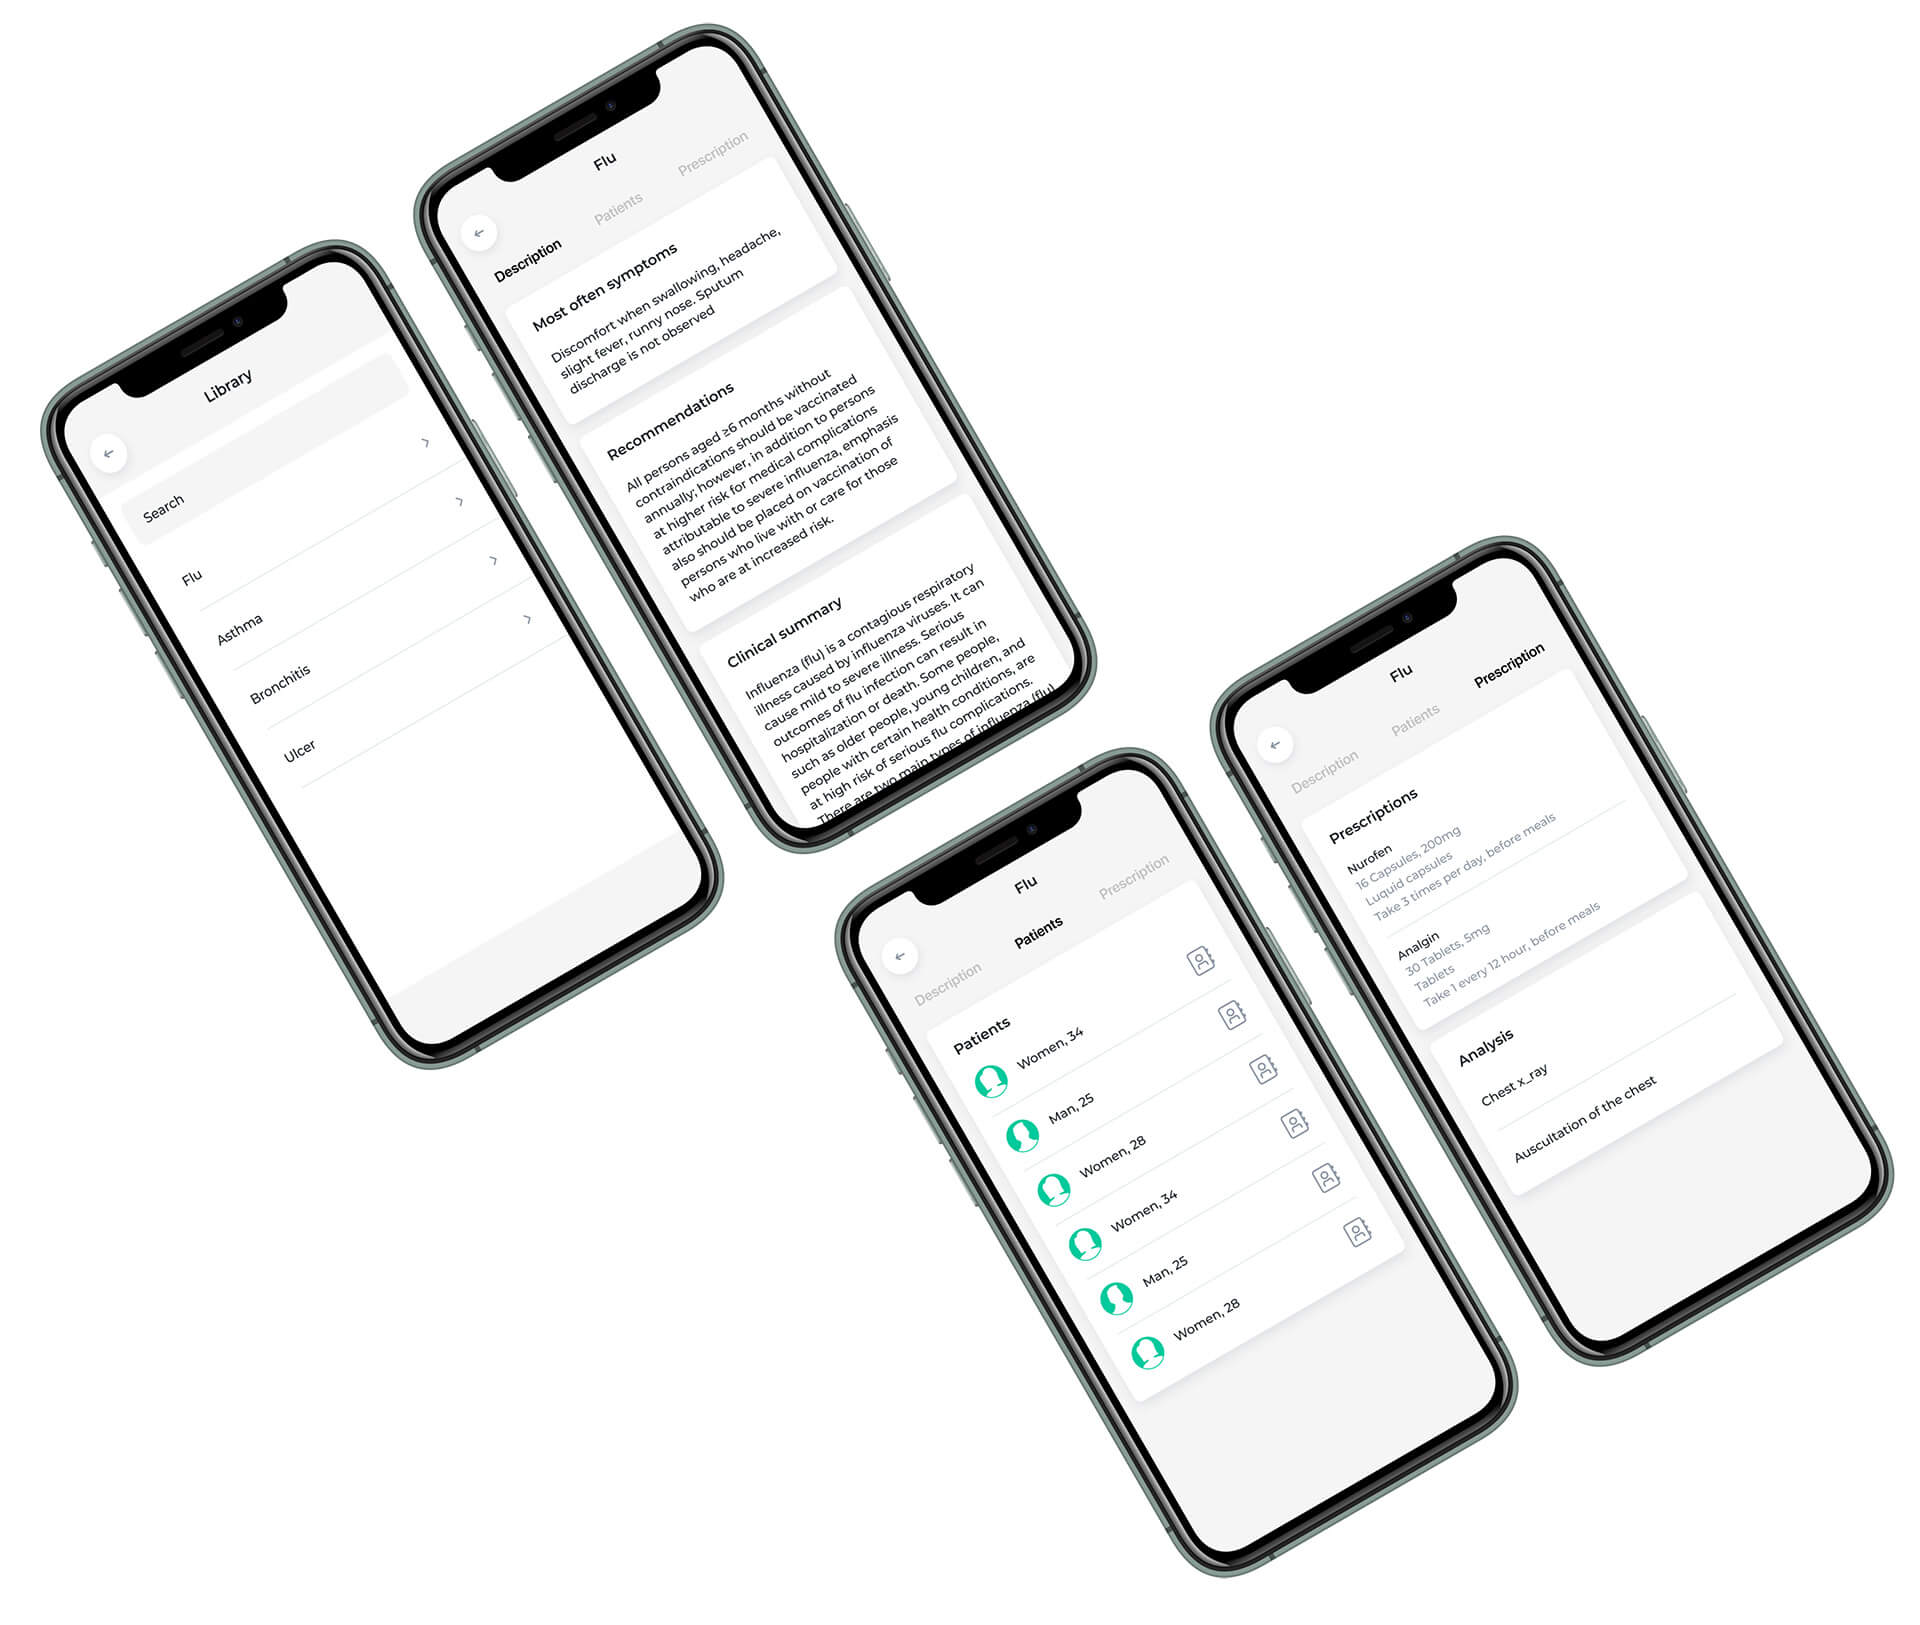 Library
Search
Flu
Asthma
Bronchitis
Ulcer
Flu
Description
Patients
Prescription
Most often symptoms
Discomfort when swallowing, headache,
slight fever, runny nose. Sputum
discharge is not observed
Recommendations
All persons aged ≥6 months without
contraindications should be vaccinated
annually; however, in addition to persons
at higher risk for medical complications
attributable to severe influenza, emphasis
also should be placed on vaccination of
persons who live with or care for those
who are at increased risk.
Clinical summary
Influenza (flu) is a contagious respiratory
illness caused by influenza viruses. It can
cause mild to severe illness. Serious
outcomes of flu infection can result in
hospitalization or death. Some people,
such as older people, young children, and
people with certain health conditions, are
at high risk of serious flu complications.
There are two main types of influenza (flu)
Flu
Description
Patients
Prescription
Patients
Women, 34
Man, 25
Women, 28
Women, 34
Man, 25
Women, 28
Flu
Description
Patients
Prescription
Prescriptions
Nurofen
16 Capsules, 200mg
Luquid capsules
Take 3 times per day, before meals
Analgin
30 Tablets, 5mg
Tablets
Take 1 every 12 hour, before meals
Analysis
Chest x_ray
Auscultation of the chest